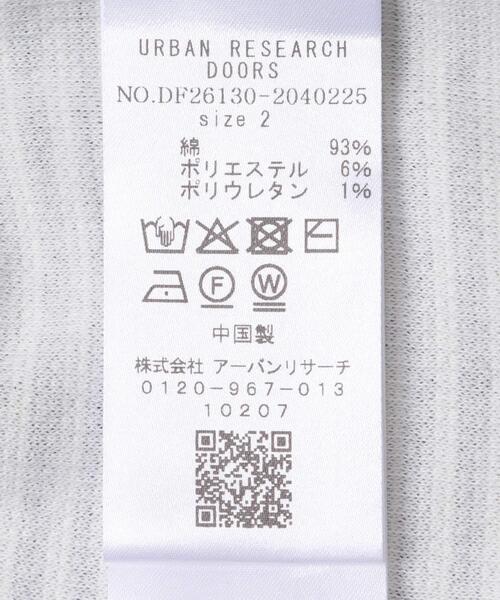 URBAN RESEARCH
DOORS
NO.DF26130-2040225
size 2
綿 93%
ポリエステル 6%
ポリウレタン 1%
F W
中国製
株式会社 アーバンリサーチ
0120-967-013
10207